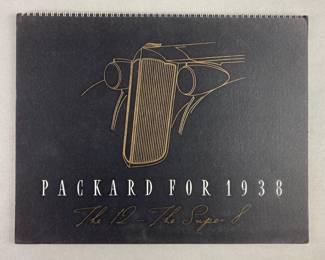 PACKARD FOR 1938
The 12 - The Super 8